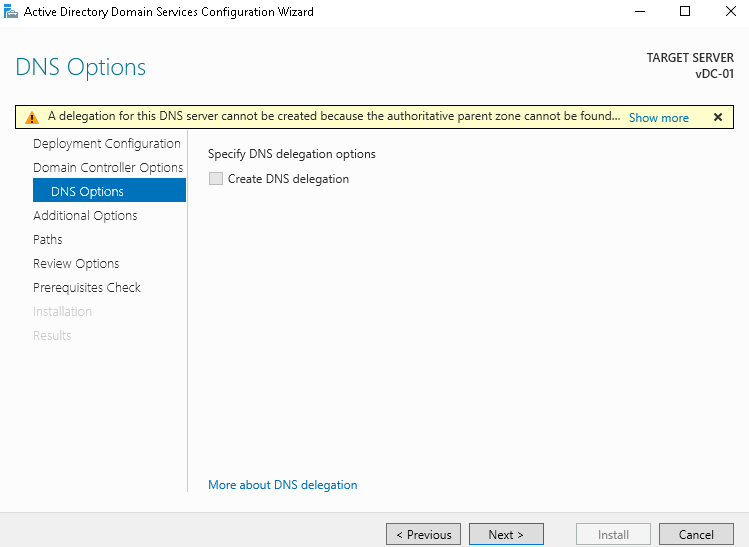 Active Directory Domain Services Configuration Wizard
DNS Options
TARGET SERVER
vDC-01
A delegation for this DNS server cannot be created because the authoritative parent zone cannot be found... Show more
Deployment Configuration
Domain Controller Options
DNS Options
Additional Options
Paths
Review Options
Prerequisites Check
Installation
Results
Specify DNS delegation options
Create DNS delegation
More about DNS delegation
< Previous
Next >
Install
Cancel